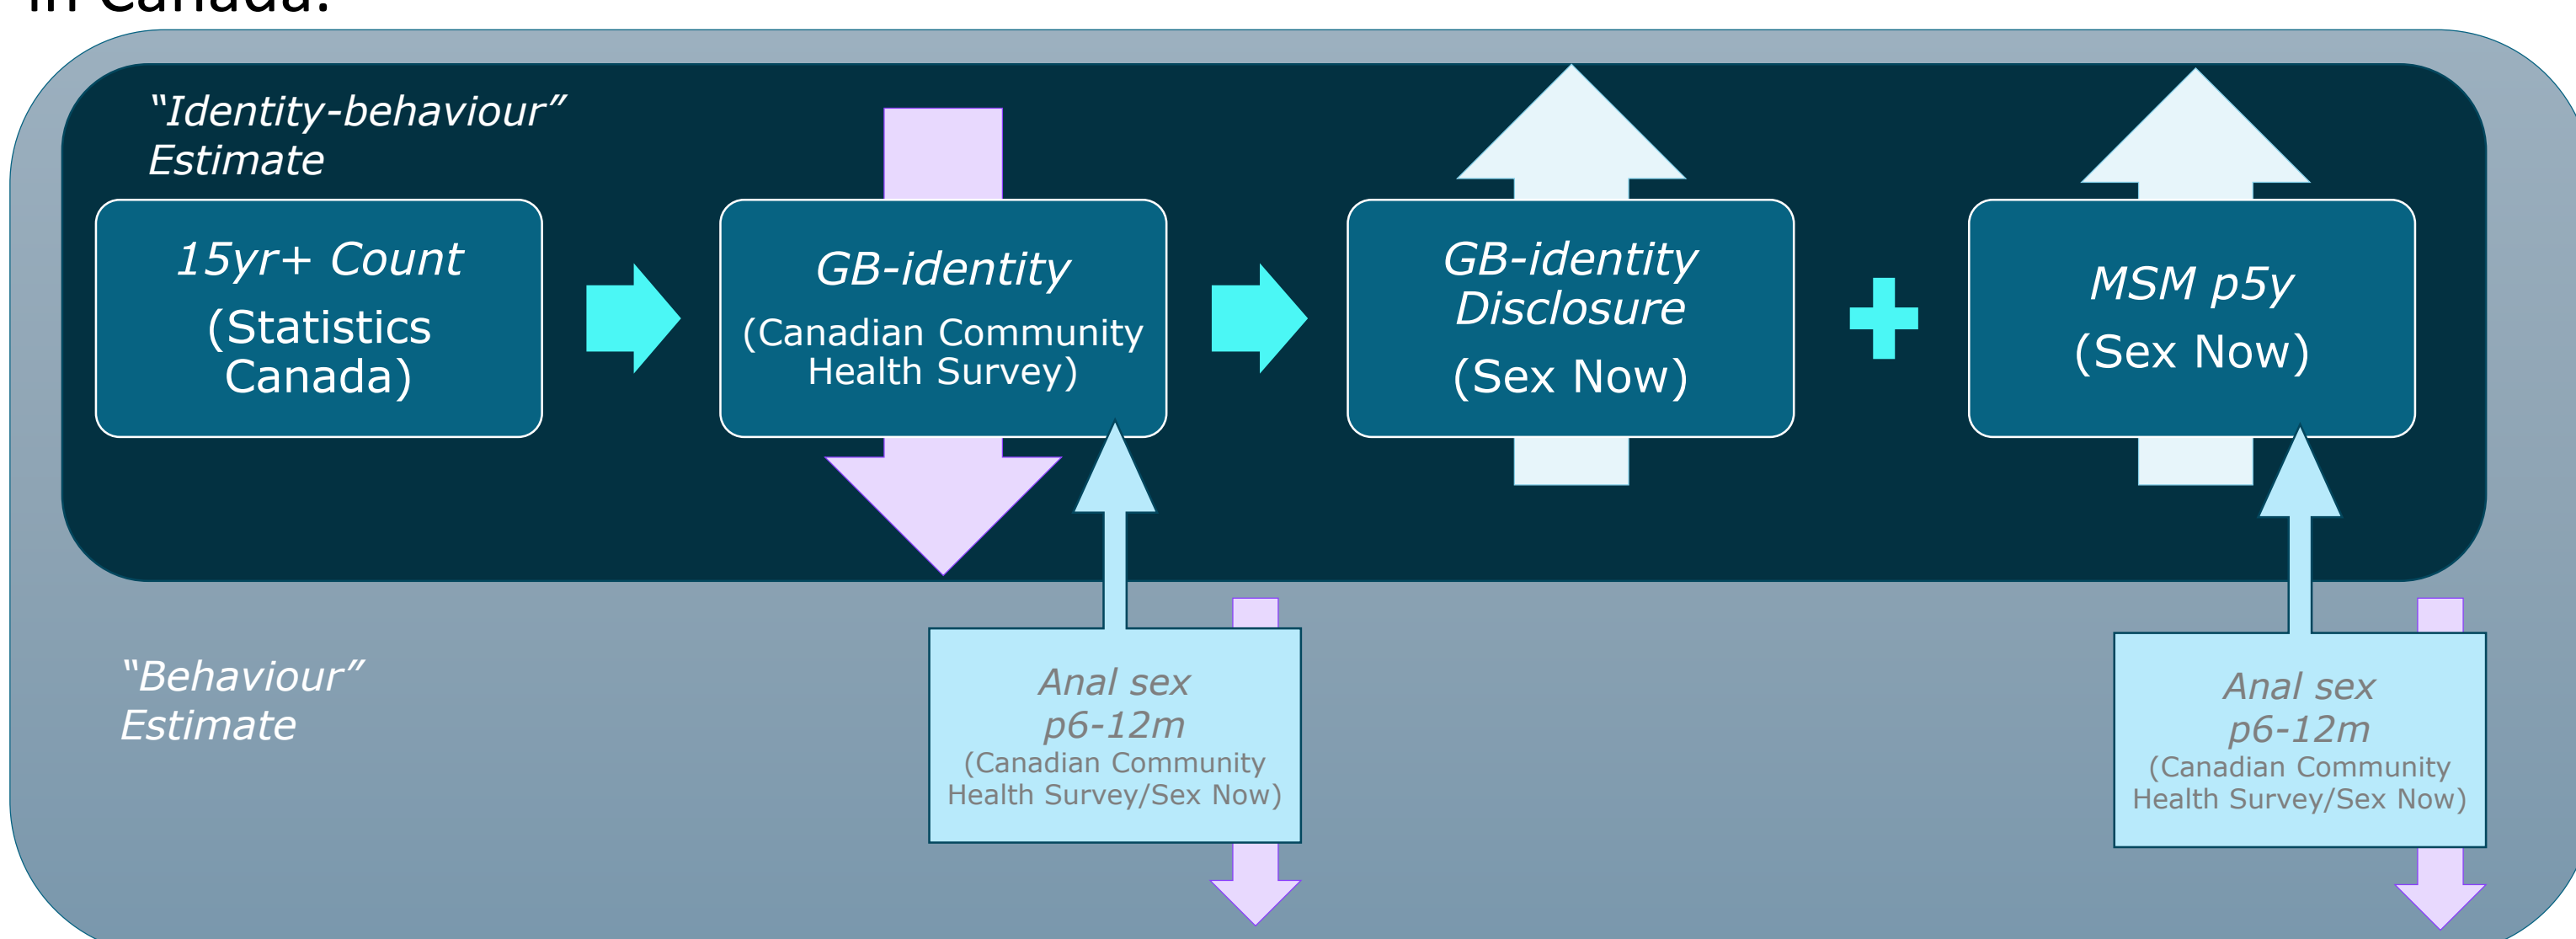 in Canada.
“Identity-behaviour”
Estimate
15yr+ Count
(Statistics
Canada)
GB-identity
(Canadian Community
Health Survey)
GB-identity
Disclosure
(Sex Now)
MSM p5y
(Sex Now)
“Behaviour”
Estimate
Anal sex
p6-12m
(Canadian Community
Health Survey/Sex Now)
Anal sex
p6-12m
(Canadian Community
Health Survey/Sex Now)